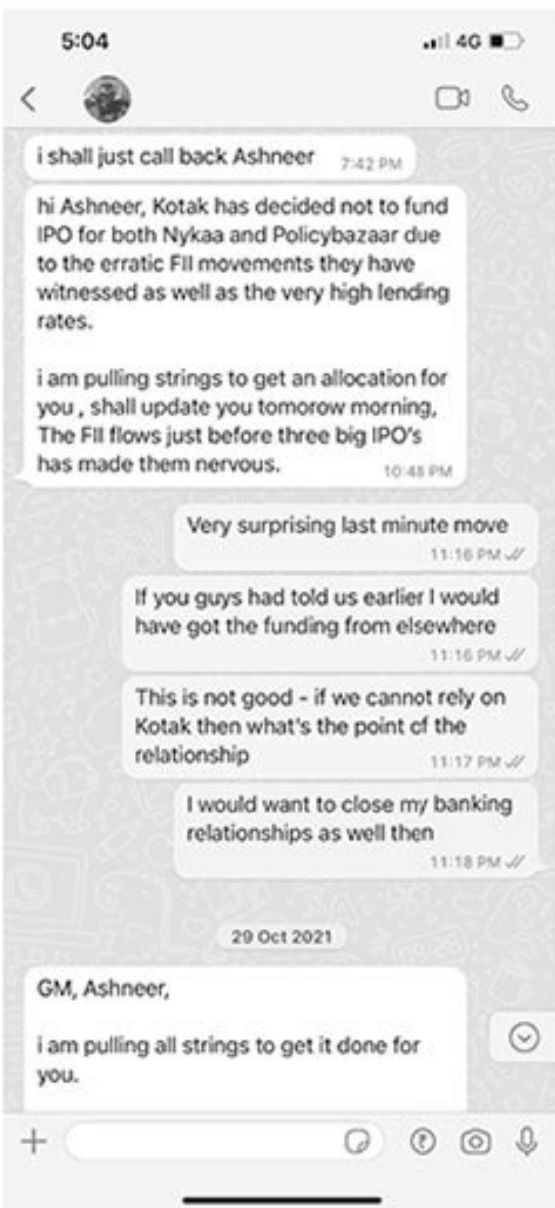 5:04
4G
i shall just call back Ashneer
7:42 PM
hi Ashneer, Kotak has decided not to fund
IPO for both Nykaa and Policybazaar due
to the erratic FII movements they have
witnessed as well as the very high lending
rates.
i am pulling strings to get an allocation for
you , shall update you tomorow morning,
The FII flows just before three big IPO's
has made them nervous.
10:48 PM
Very surprising last minute move
11:16 PM
If you guys had told us earlier I would
have got the funding from elsewhere
11:16 PM
This is not good - if we cannot rely on
Kotak then what's the point of the
relationship
11:17 PM
I would want to close my banking
relationships as well then
11:18 PM
29 Oct 2021
GM, Ashneer,
i am pulling all strings to get it done for
you.